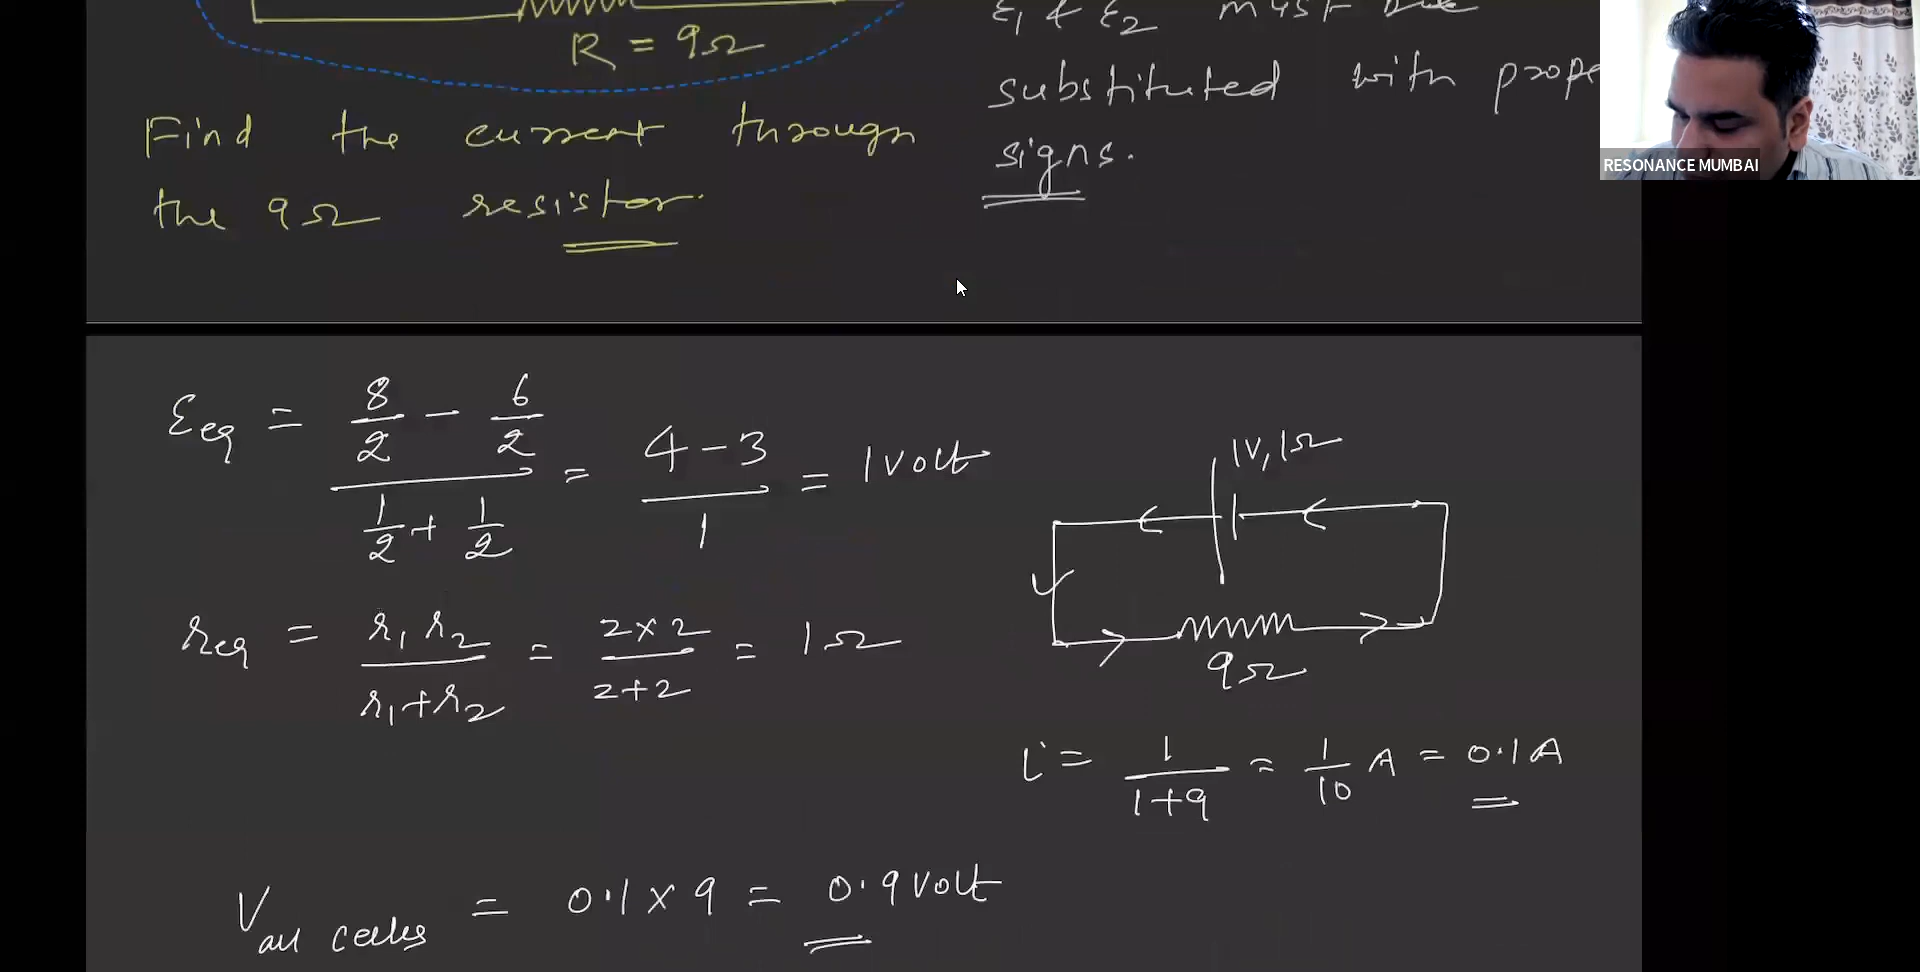 R = 9Ω
Find the current through
the 9Ω resistor.
ε₁ & ε₂ must be
substituted with prope
signs.
RESONANCE MUMBAI
εeq = (8/2 - 6/2)/(1/2 + 1/2) = (4-3)/1 = 1 volt
req = r₁r₂/(r₁+r₂) = (2×2)/(2+2) = 1Ω
1V, 1Ω
9Ω
i = 1/(1+9) = 1/10 A = 0.1 A
V all cells = 0.1 × 9 = 0.9 volt